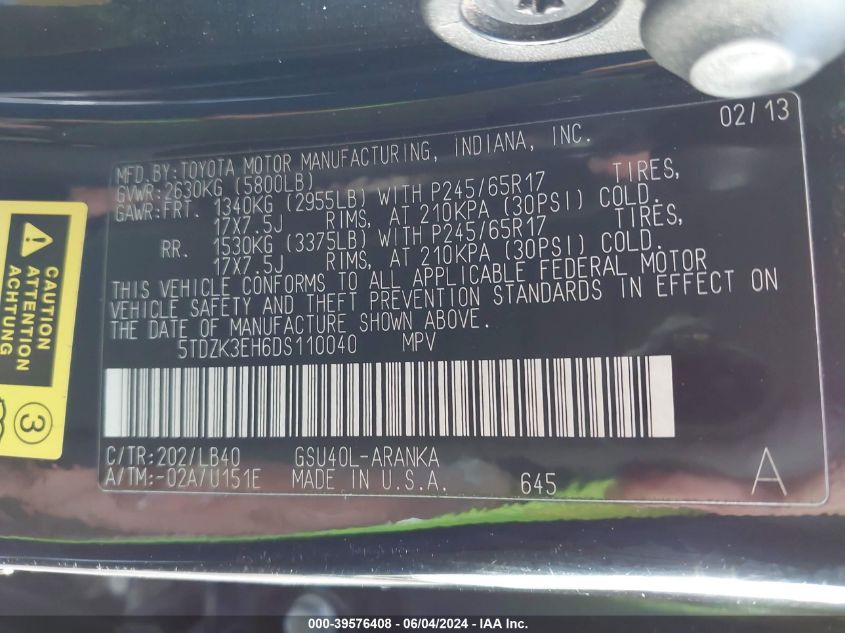 02/13
MFD.BY:TOYOTA MOTOR MANUFACTURING, INDIANA, INC.
GVWR:2630KG (5800LB)
GAWR:FRT. 1340KG (2955LB) WITH P245/65R17 TIRES,
17X7.5J RIMS, AT 210KPA (30PSI) COLD.
RR. 1530KG (3375LB) WITH P245/65R17 TIRES,
17X7.5J RIMS, AT 210KPA (30PSI) COLD.
THIS VEHICLE CONFORMS TO ALL APPLICABLE FEDERAL MOTOR
VEHICLE SAFETY AND THEFT PREVENTION STANDARDS IN EFFECT ON
THE DATE OF MANUFACTURE SHOWN ABOVE.
5TDZK3EH6DS110040 MPV
C/TR:202/LB40 GSU40L-ARANKA
A/TM:-02A/U151E MADE IN U.S.A. 645 A
CAUTION
ATTENTION
ACHTUNG
3
000-39576408 - 06/04/2024 - IAA Inc.